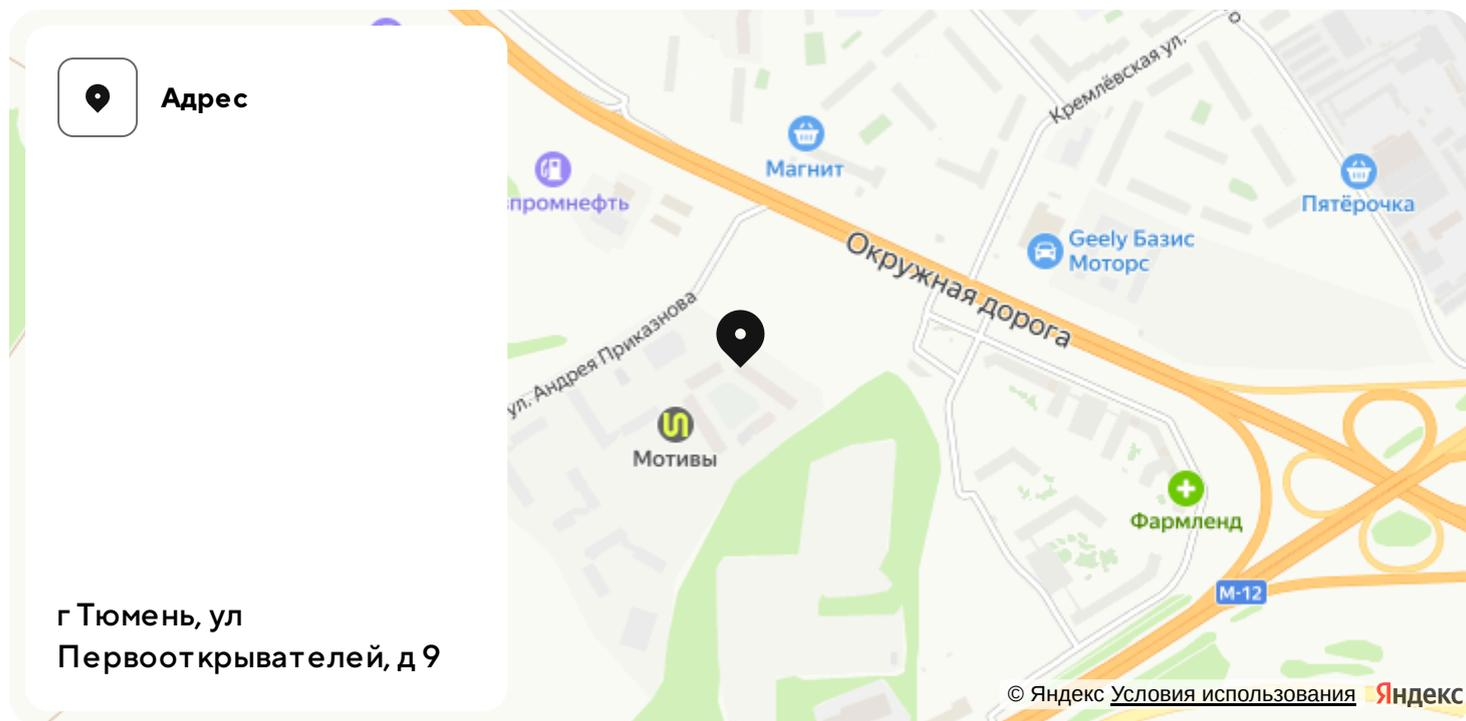 Адрес
г Тюмень, ул
Первооткрывателей, д 9
Кремлёвская ул.
Магнит
Пятёрочка
зпромнефть
Geely Базис
Моторс
Окружная дорога
ул. Андрея Приказнова
Мотивы
Фармленд
М-12
© Яндекс Условия использования Яндекс